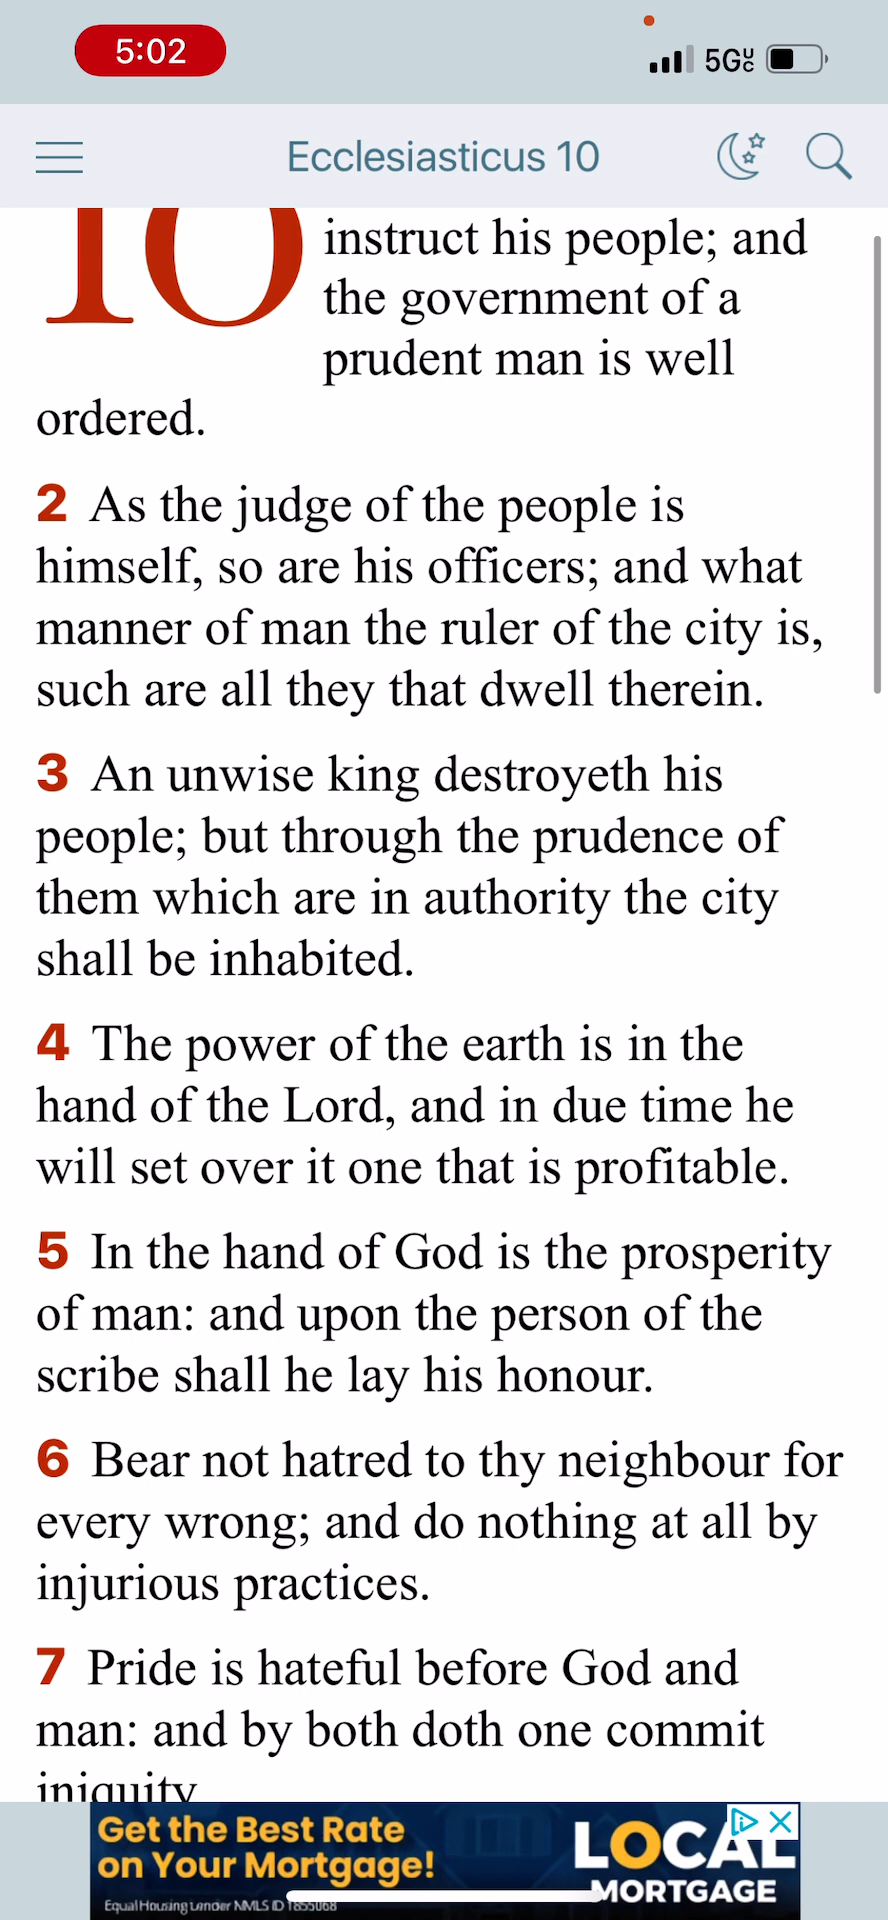 5:02
5G UC
Ecclesiasticus 10
10
instruct his people; and
the government of a
prudent man is well
ordered.
2 As the judge of the people is
himself, so are his officers; and what
manner of man the ruler of the city is,
such are all they that dwell therein.
3 An unwise king destroyeth his
people; but through the prudence of
them which are in authority the city
shall be inhabited.
4 The power of the earth is in the
hand of the Lord, and in due time he
will set over it one that is profitable.
5 In the hand of God is the prosperity
of man: and upon the person of the
scribe shall he lay his honour.
6 Bear not hatred to thy neighbour for
every wrong; and do nothing at all by
injurious practices.
7 Pride is hateful before God and
man: and by both doth one commit
iniquity
Get the Best Rate
on Your Mortgage!
Equal Housing Lender NMLS ID 1855068
LOCAL
MORTGAGE